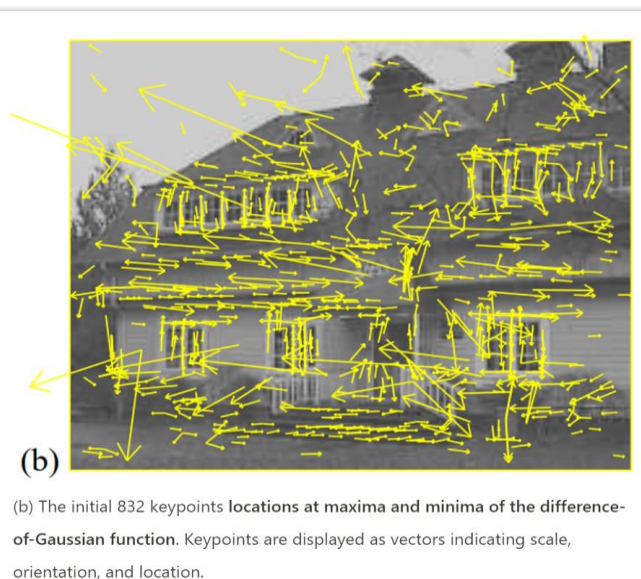 (b)
(b) The initial 832 keypoints locations at maxima and minima of the difference-
of-Gaussian function. Keypoints are displayed as vectors indicating scale,
orientation, and location.